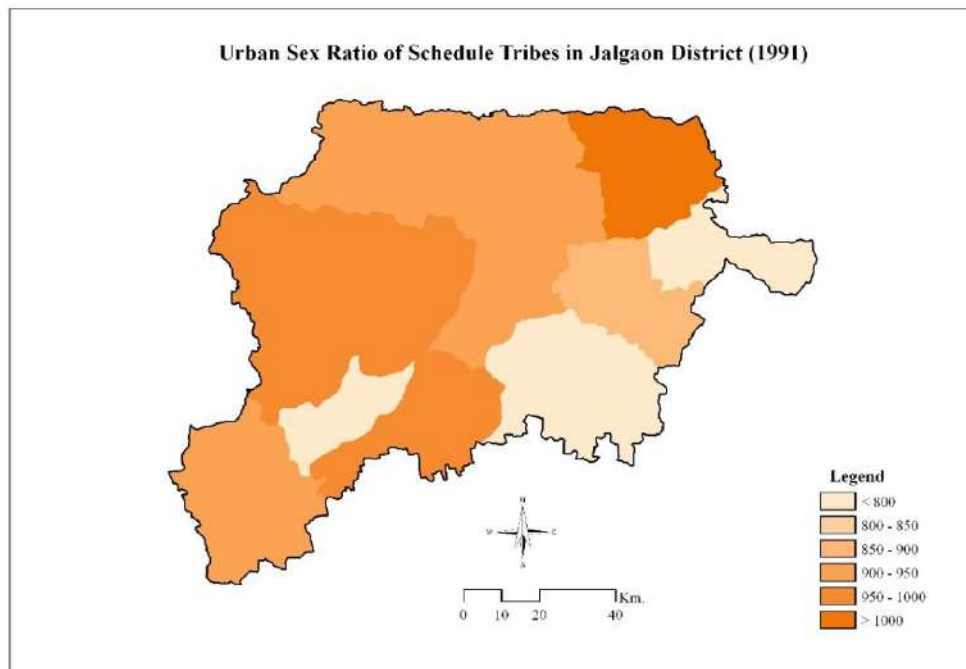 Urban Sex Ratio of Schedule Tribes in Jalgaon District (1991)
Legend
< 800
800 - 850
850 - 900
900 - 950
950 - 1000
> 1000
N
W E
S
Km.
0 10 20 40